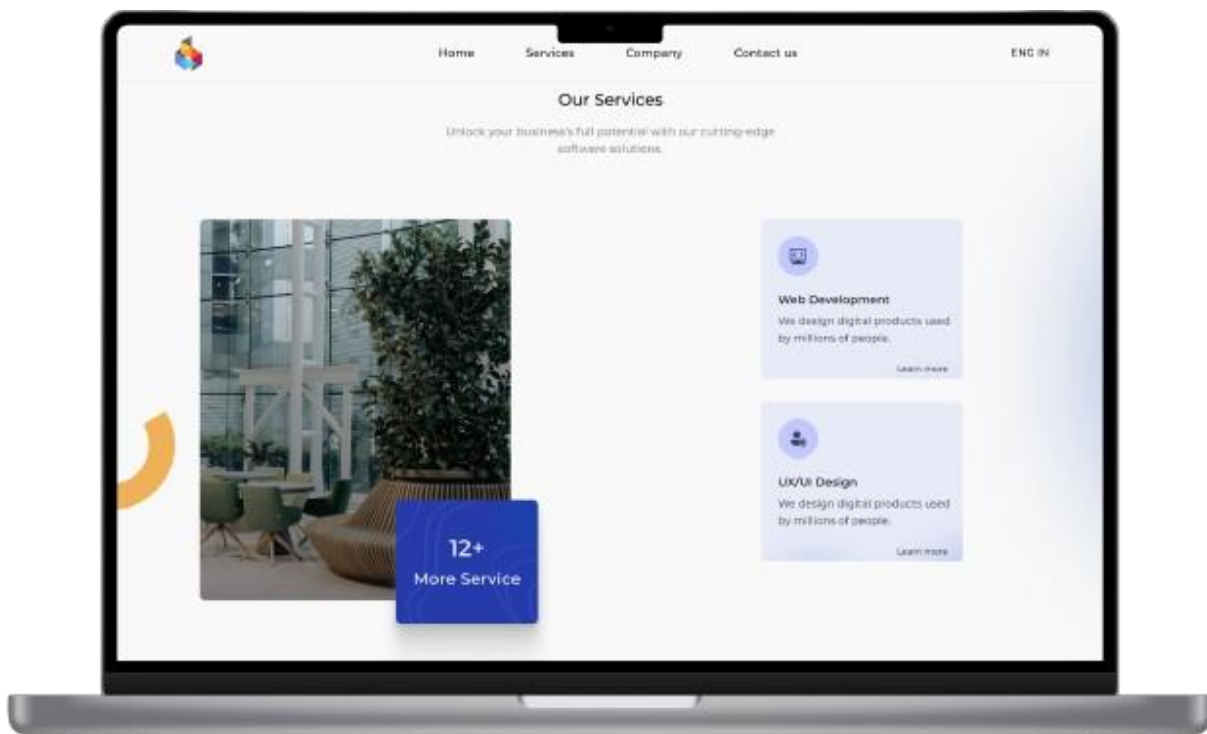 Home Services Company Contact us ENG IN
Our Services
Unlock your business's full potential with our cutting-edge
software solutions.
Web Development
We design digital products used
by millions of people.
Learn more
UX/UI Design
We design digital products used
by millions of people.
Learn more
12+
More Service